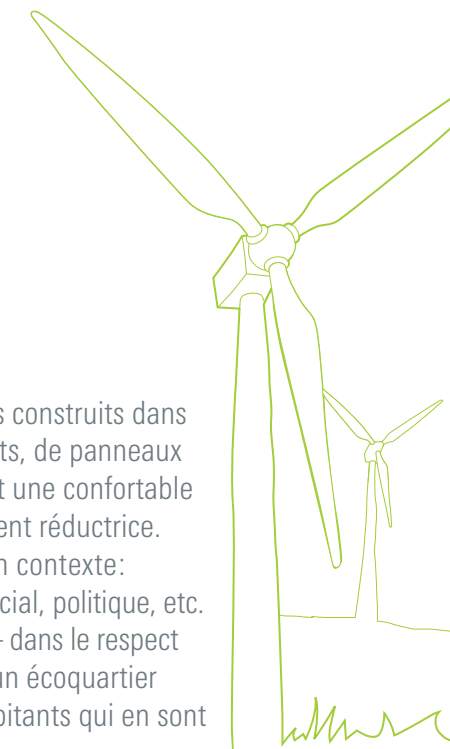 s construits dans
ts, de panneaux
t une confortable
ent réductrice.
n contexte:
cial, politique, etc.
- dans le respect
un écoquartier
bitants qui en sont